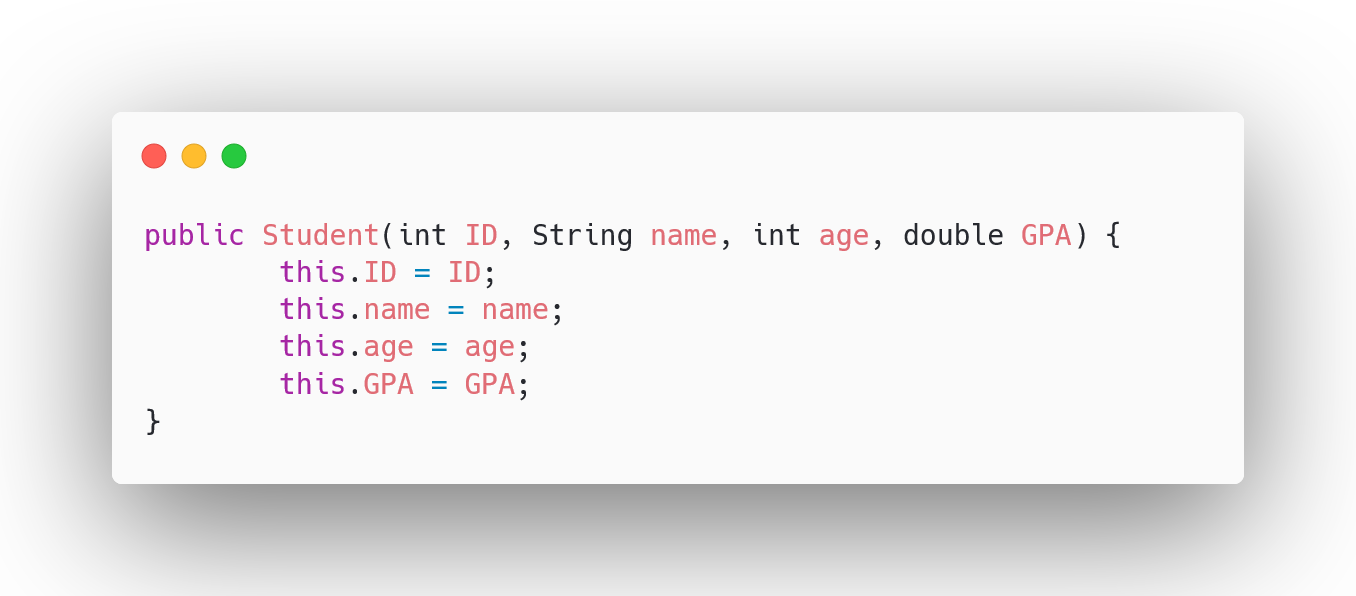 public Student(int ID, String name, int age, double GPA) {
        this.ID = ID;
        this.name = name;
        this.age = age;
        this.GPA = GPA;
}